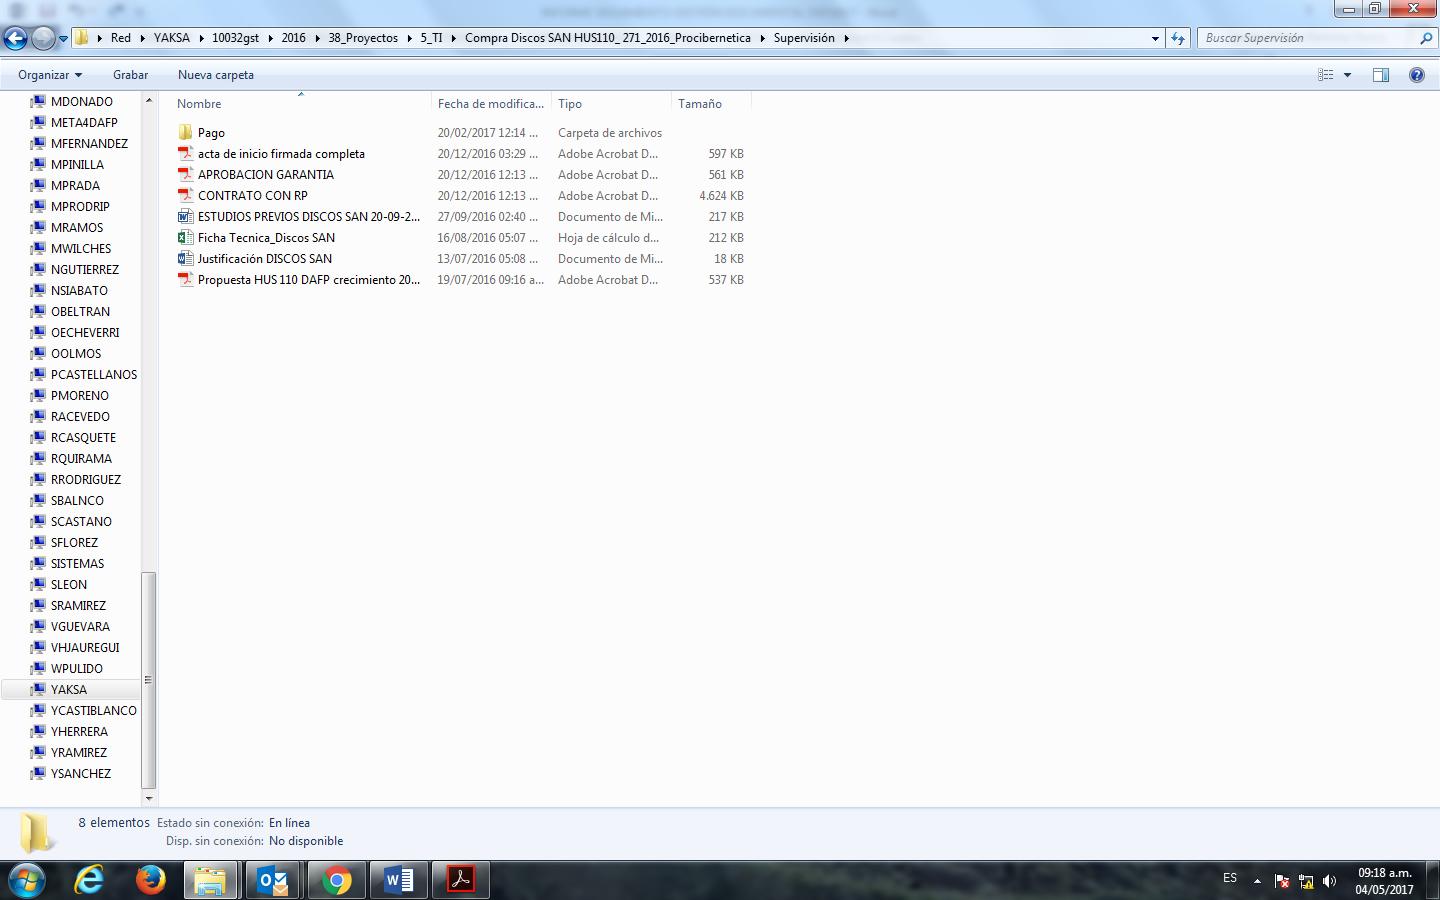 Red YAKSA 10032gst 2016 38_Proyectos 5_TI Compra Discos SAN HUS110_ 271_2016_Procibernetica Supervisión
Buscar Supervisión
Organizar Grabar Nueva carpeta
MDONADO
META4DAFP
MFERNANDEZ
MPINILLA
MPRADA
MPRODRIP
MRAMOS
MWILCHES
NGUTIERREZ
NSIABATO
OBELTRAN
OECHEVERRI
OOLMOS
PCASTELLANOS
PMORENO
RACEVEDO
RCASQUETE
RQUIRAMA
RRODRIGUEZ
SBALNCO
SCASTANO
SFLOREZ
SISTEMAS
SLEON
SRAMIREZ
VGUEVARA
VHJAUREGUI
WPULIDO
YAKSA
YCASTIBLANCO
YHERRERA
YRAMIREZ
YSANCHEZ
Nombre Fecha de modifica... Tipo Tamaño
Pago 20/02/2017 12:14 ... Carpeta de archivos
acta de inicio firmada completa 20/12/2016 03:29 ... Adobe Acrobat D... 597 KB
APROBACION GARANTIA 20/12/2016 12:13 ... Adobe Acrobat D... 561 KB
CONTRATO CON RP 20/12/2016 12:13 ... Adobe Acrobat D... 4.624 KB
ESTUDIOS PREVIOS DISCOS SAN 20-09-2... 27/09/2016 02:40 ... Documento de Mi... 217 KB
Ficha Tecnica_Discos SAN 16/08/2016 05:07 ... Hoja de cálculo d... 212 KB
Justificación DISCOS SAN 13/07/2016 05:08 ... Documento de Mi... 18 KB
Propuesta HUS 110 DAFP crecimiento 20... 19/07/2016 09:16 a... Adobe Acrobat D... 537 KB
8 elementos Estado sin conexión: En línea
Disp. sin conexión: No disponible
ES
09:18 a.m.
04/05/2017